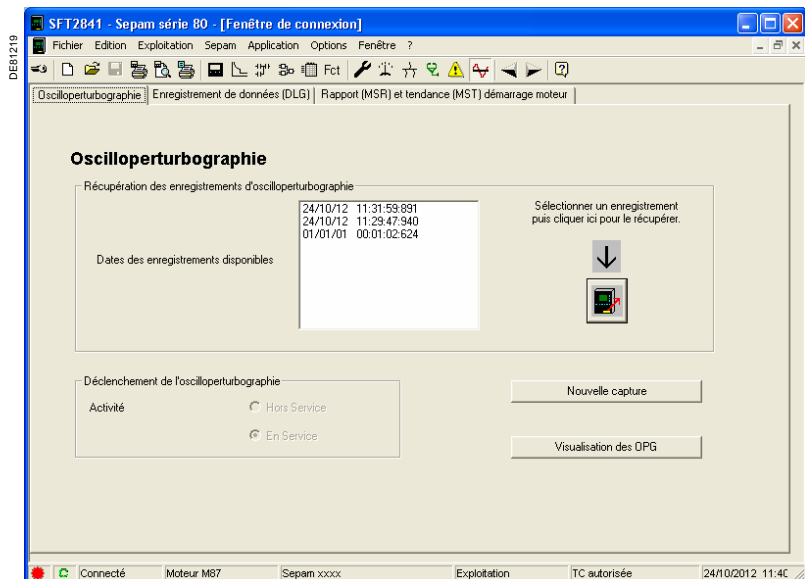 DE81219
SFT2841 - Sepam série 80 - [Fenêtre de connexion]
Fichier Edition Exploitation Sepam Application Options Fenêtre ?
Fct
Oscilloperturbographie Enregistrement de données (DLG) Rapport (MSR) et tendance (MST) démarrage moteur
Oscilloperturbographie
Récupération des enregistrements d'oscilloperturbographie
Dates des enregistrements disponibles
24/10/12 11:31:59:891
24/10/12 11:29:47:940
01/01/01 00:01:02:624
Sélectionner un enregistrement
puis cliquer ici pour le récupérer.
Déclenchement de l'oscilloperturbographie
Activité
Hors Service
En Service
Nouvelle capture
Visualisation des OPG
Connecté Moteur M87 Sepam xxxx Exploitation TC autorisée 24/10/2012